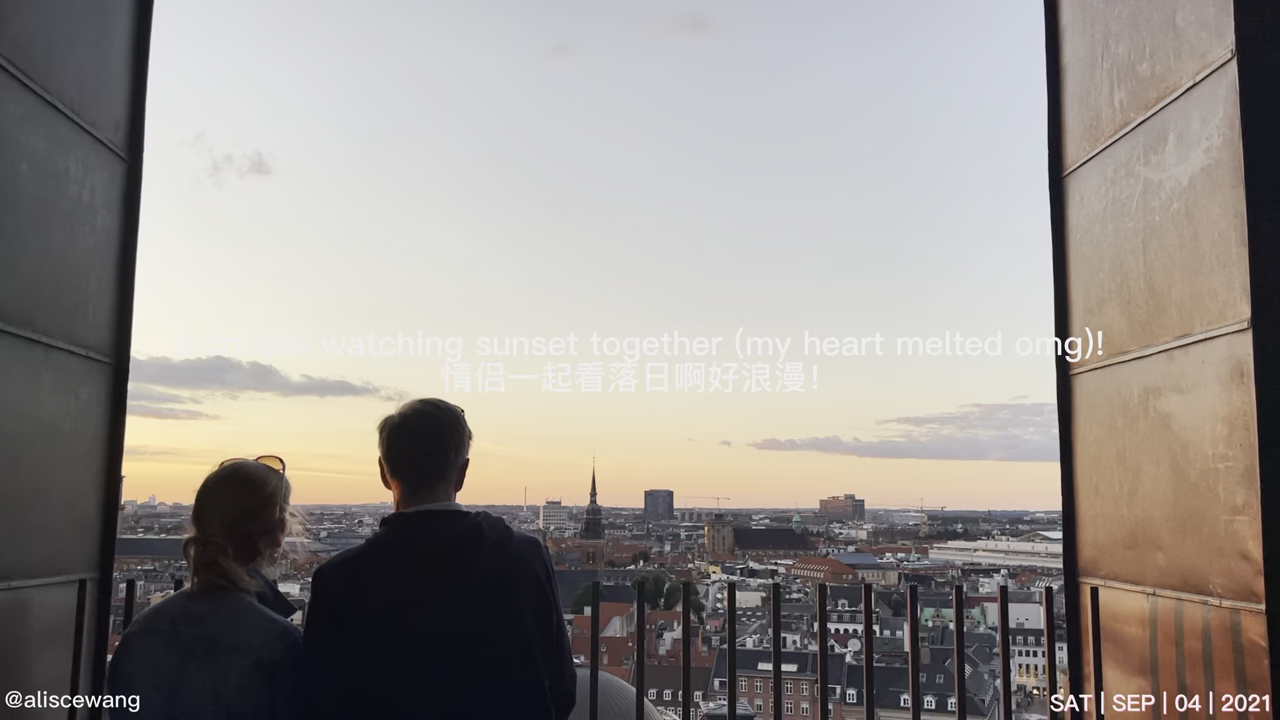 a couple watching sunset together (my heart melted omg)!
情侣一起看落日啊好浪漫！
@aliscewang
SAT | SEP | 04 | 2021